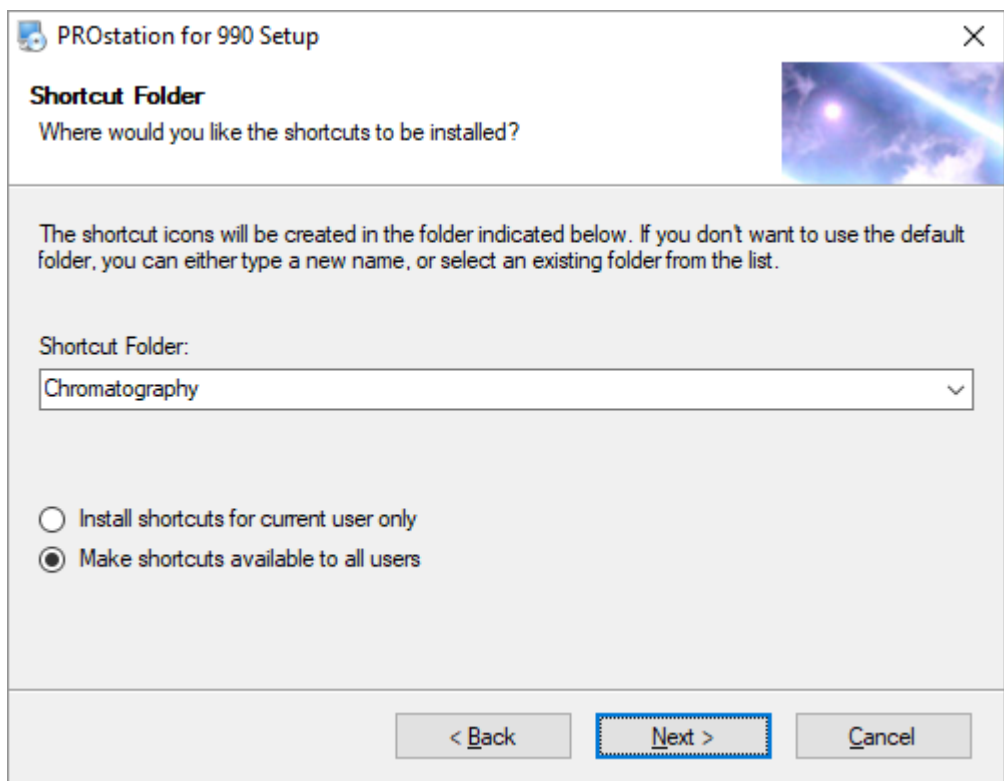 PROstation for 990 Setup
Shortcut Folder
Where would you like the shortcuts to be installed?
The shortcut icons will be created in the folder indicated below. If you don't want to use the default
folder, you can either type a new name, or select an existing folder from the list.
Shortcut Folder:
Chromatography
Install shortcuts for current user only
Make shortcuts available to all users
< Back
Next >
Cancel